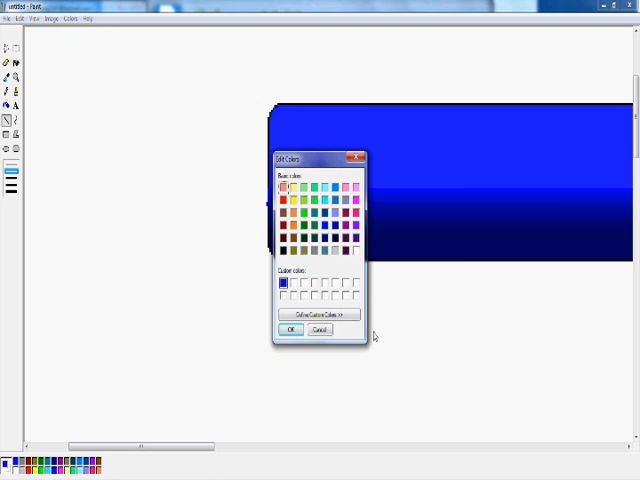 untitled - Paint
File Edit View Image Colors Help
Edit Colors
Basic colors:
Custom colors:
Define Custom Colors >>
OK Cancel